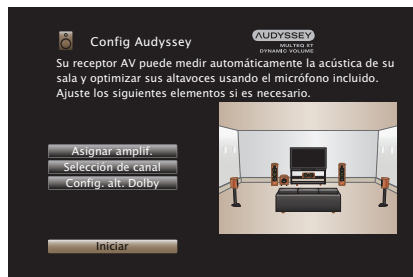 Config Audyssey
AUDYSSEY
MULTEQ XT
DYNAMIC VOLUME
Su receptor AV puede medir automáticamente la acústica de su
sala y optimizar sus altavoces usando el micrófono incluido.
Ajuste los siguientes elementos si es necesario.
Asignar amplif.
Selección de canal
Config. alt. Dolby
Iniciar